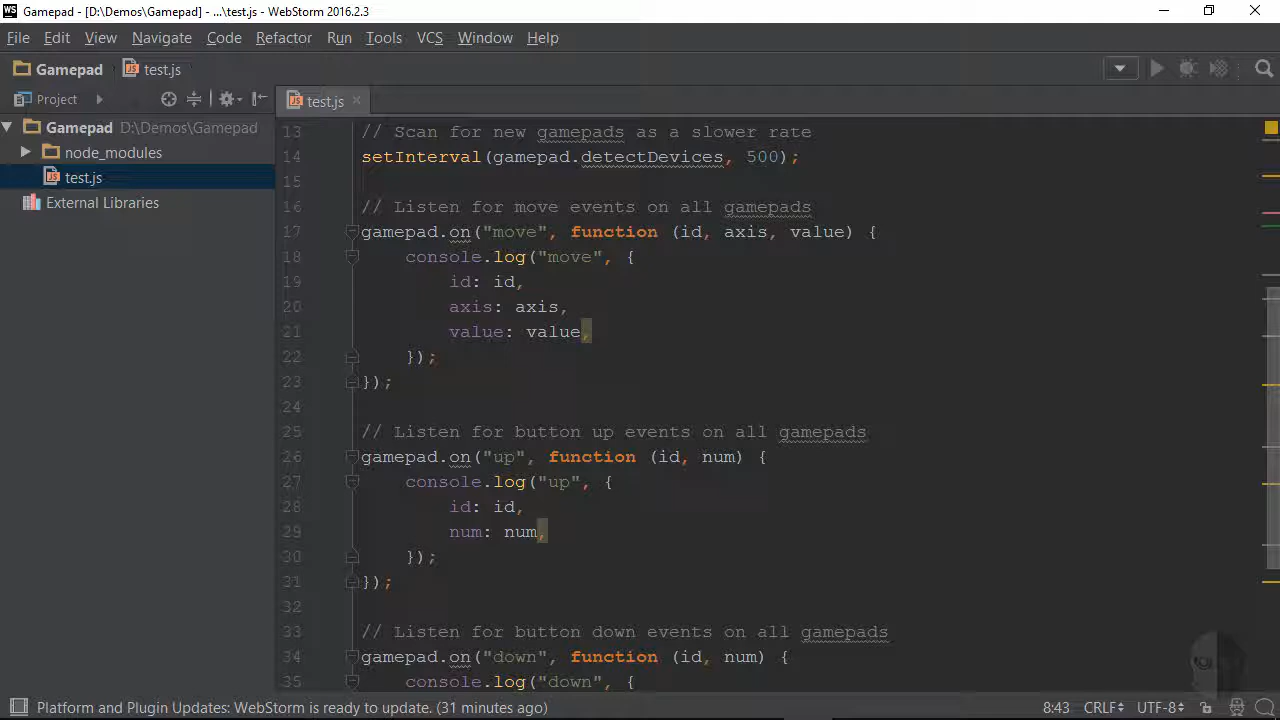 WS Gamepad - [D:\Demos\Gamepad] - ...\test.js - WebStorm 2016.2.3
File Edit View Navigate Code Refactor Run Tools VCS Window Help
Gamepad test.js
Project
test.js
Gamepad D:\Demos\Gamepad
node_modules
test.js
External Libraries
13 // Scan for new gamepads as a slower rate
14 setInterval(gamepad.detectDevices, 500);
15
16 // Listen for move events on all gamepads
17 gamepad.on("move", function (id, axis, value) {
18 console.log("move", {
19 id: id,
20 axis: axis,
21 value: value,
22 });
23 });
24
25 // Listen for button up events on all gamepads
26 gamepad.on("up", function (id, num) {
27 console.log("up", {
28 id: id,
29 num: num,
30 });
31 });
32
33 // Listen for button down events on all gamepads
34 gamepad.on("down", function (id, num) {
35 console.log("down", {
Platform and Plugin Updates: WebStorm is ready to update. (31 minutes ago) 8:43 CRLF UTF-8